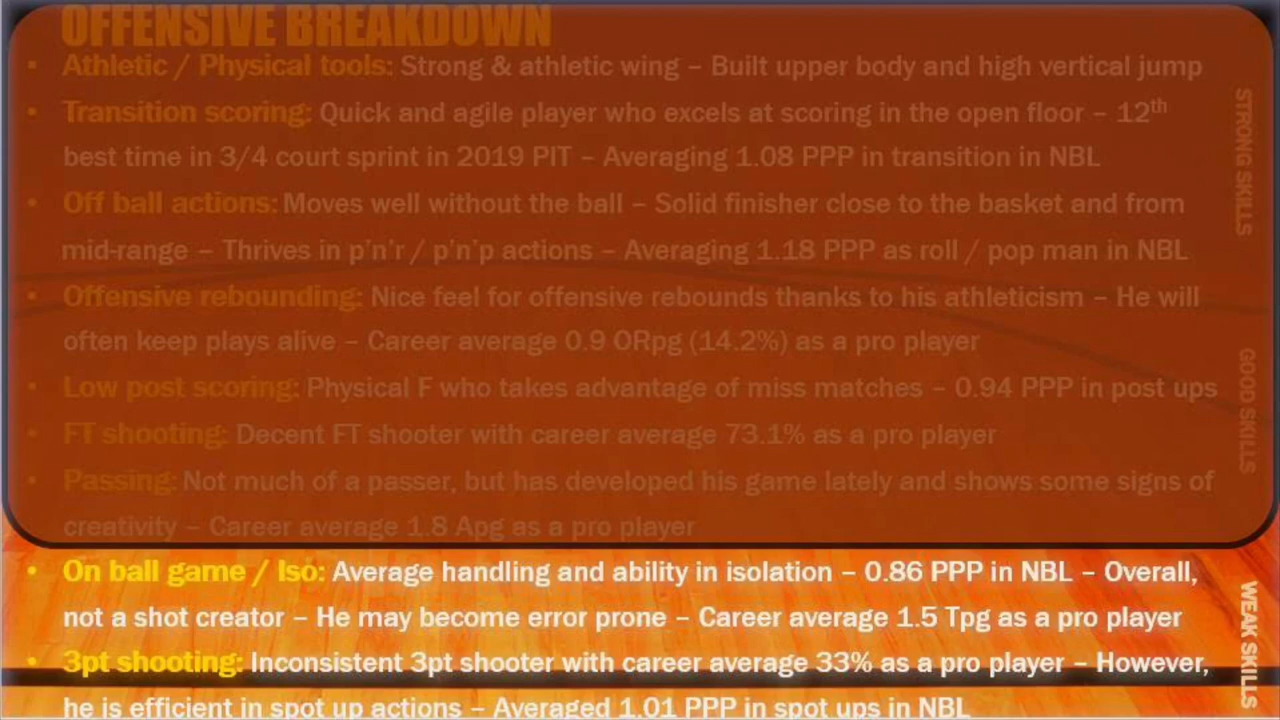 OFFENSIVE BREAKDOWN
• Athletic / Physical tools: Strong & athletic wing – Built upper body and high vertical jump
• Transition scoring: Quick and agile player who excels at scoring in the open floor – 12th
best time in 3/4 court sprint in 2019 PIT – Averaging 1.08 PPP in transition in NBL
• Off ball actions: Moves well without the ball – Solid finisher close to the basket and from
mid-range – Thrives in p'n'r / p'n'p actions – Averaging 1.18 PPP as roll / pop man in NBL
STRONG SKILLS
• Offensive rebounding: Nice feel for offensive rebounds thanks to his athleticism – He will
often keep plays alive – Career average 0.9 ORpg (14.2%) as a pro player
• Low post scoring: Physical F who takes advantage of miss matches – 0.94 PPP in post ups
• FT shooting: Decent FT shooter with career average 73.1% as a pro player
• Passing: Not much of a passer, but has developed his game lately and shows some signs of
creativity – Career average 1.8 Apg as a pro player
GOOD SKILLS
• On ball game / Iso: Average handling and ability in isolation – 0.86 PPP in NBL – Overall,
not a shot creator – He may become error prone – Career average 1.5 Tpg as a pro player
• 3pt shooting: Inconsistent 3pt shooter with career average 33% as a pro player – However,
he is efficient in spot up actions – Averaged 1.01 PPP in spot ups in NBL
WEAK SKILLS